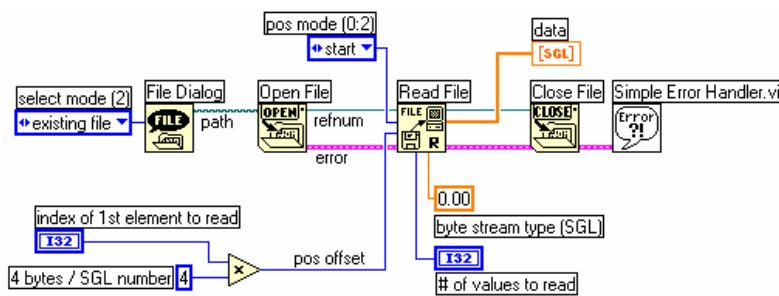 pos mode (0:2)
start
data
[SGL]
select mode (2)
existing file
File Dialog
FILE
path
Open File
OPEN
refnum
error
Read File
FILE
R
Close File
CLOSE
Simple Error Handler.vi
Error
?!
0.00
byte stream type (SGL)
index of 1st element to read
I32
4 bytes / SGL number
4
x
pos offset
I32
# of values to read